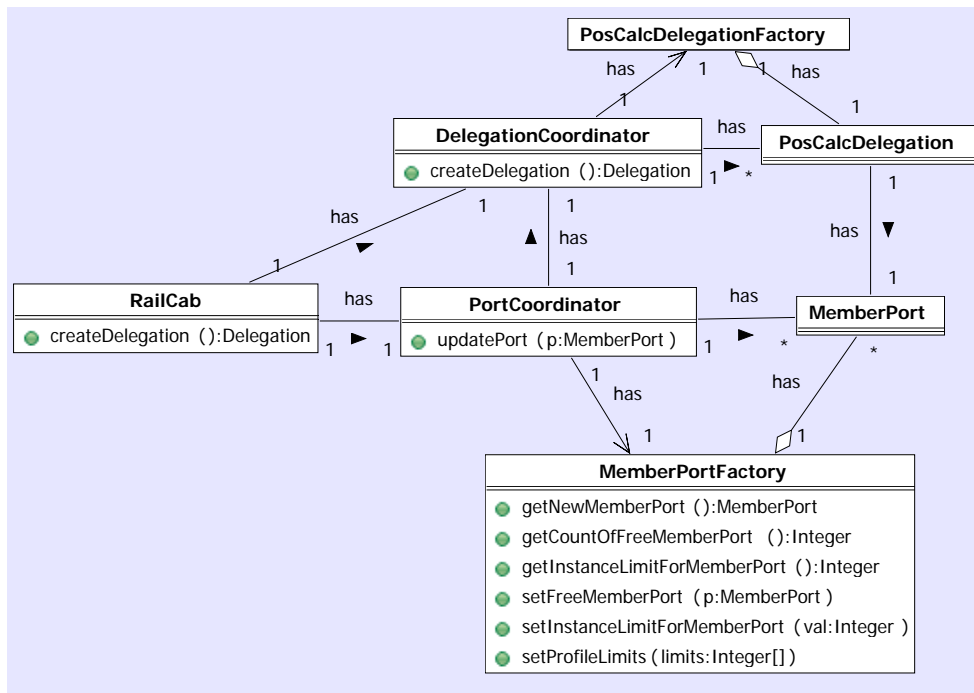 PosCalcDelegationFactory
has
1
1
has
1
1
DelegationCoordinator
createDelegation ():Delegation
has
1
*
PosCalcDelegation
1
has
1
has
1
1
1
has
1
RailCab
createDelegation ():Delegation
has
1
1
PortCoordinator
updatePort (p:MemberPort )
has
1
*
MemberPort
*
has
1
1
has
1
MemberPortFactory
getNewMemberPort ():MemberPort
getCountOfFreeMemberPort ():Integer
getInstanceLimitForMemberPort ():Integer
setFreeMemberPort (p:MemberPort )
setInstanceLimitForMemberPort (val:Integer )
setProfileLimits (limits:Integer[])